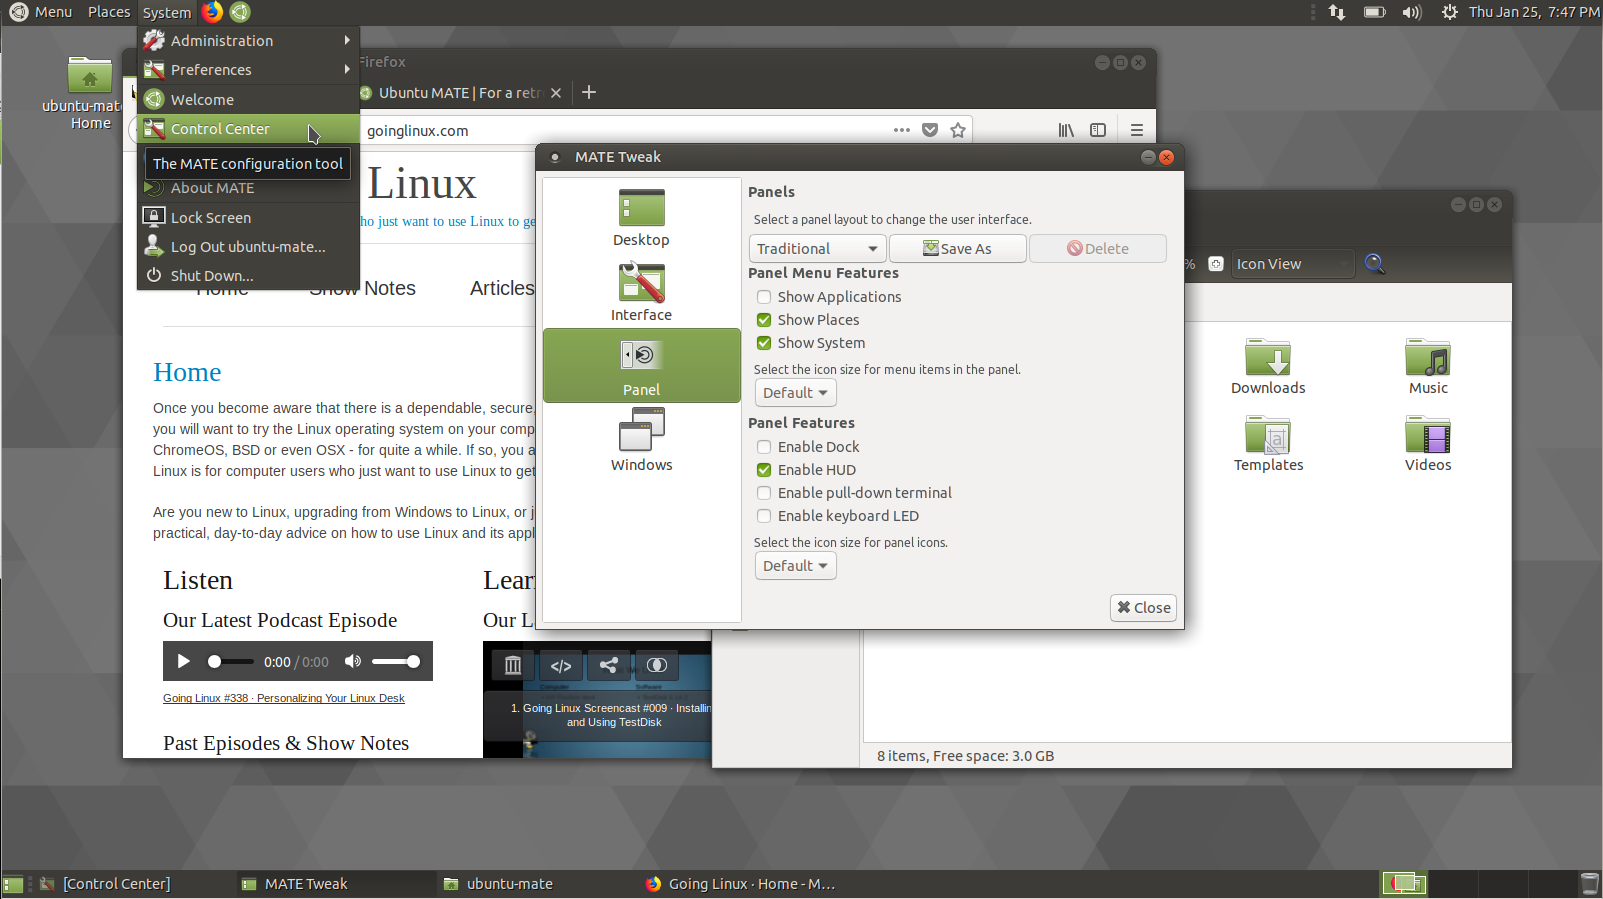 Menu Places System
Thu Jan 25, 7:47 PM
Administration
Preferences
Welcome
Control Center
The MATE configuration tool
About MATE
Lock Screen
Log Out ubuntu-mate...
Shut Down...
ubuntu-mate
Home
Firefox
Ubuntu MATE | For a retr
goinglinux.com
Linux
ho just want to use Linux to ge
Home Show Notes Articles
Home
Once you become aware that there is a dependable, secure,
you will want to try the Linux operating system on your comp
ChromeOS, BSD or even OSX - for quite a while. If so, you a
Linux is for computer users who just want to use Linux to get
Are you new to Linux, upgrading from Windows to Linux, or j
practical, day-to-day advice on how to use Linux and its appl
Listen
Our Latest Podcast Episode
0:00 / 0:00
Going Linux #338 · Personalizing Your Linux Desk
Past Episodes & Show Notes
Lear
Our L
1. Going Linux Screencast #009 · Installin
and Using TestDisk
MATE Tweak
Desktop
Interface
Panel
Windows
Panels
Select a panel layout to change the user interface.
Traditional Save As Delete
Panel Menu Features
Show Applications
Show Places
Show System
Select the icon size for menu items in the panel.
Default
Panel Features
Enable Dock
Enable HUD
Enable pull-down terminal
Enable keyboard LED
Select the icon size for panel icons.
Default
Close
% Icon View
Downloads Music
Templates Videos
8 items, Free space: 3.0 GB
[Control Center] MATE Tweak ubuntu-mate Going Linux · Home - M...